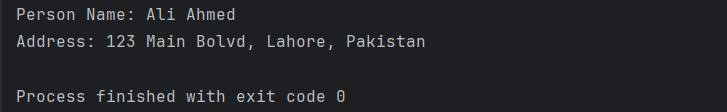 Person Name: Ali Ahmed
Address: 123 Main Bolvd, Lahore, Pakistan
Process finished with exit code 0